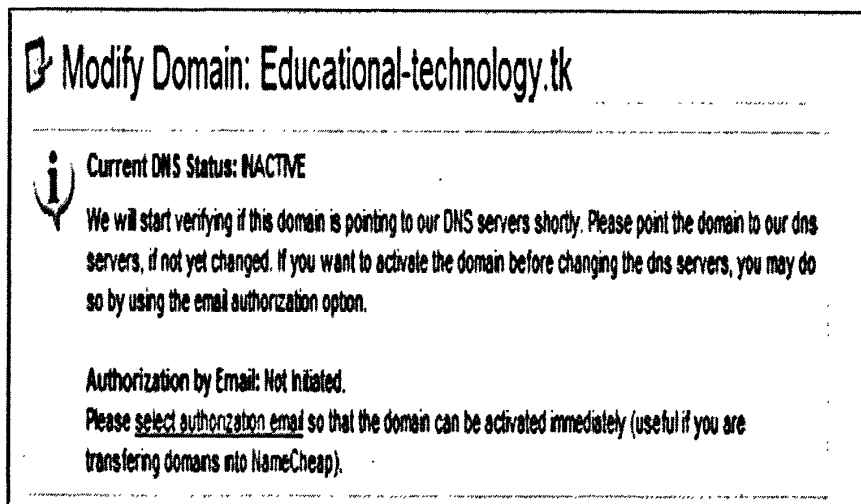 Modify Domain: Educational-technology.tk
Current DNS Status: INACTIVE
We will start verifying if this domain is pointing to our DNS servers shortly. Please point the domain to our dns
servers, if not yet changed. If you want to activate the domain before changing the dns servers, you may do
so by using the email authorization option.
Authorization by Email: Not Initiated.
Please select authorization email so that the domain can be activated immediately (useful if you are
transfering domains into NameCheap).